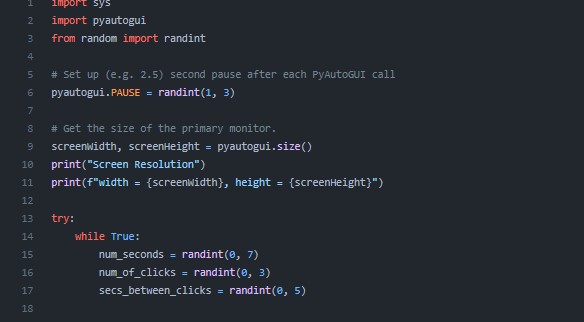 1 import sys
2 import pyautogui
3 from random import randint
4
5 # Set up (e.g. 2.5) second pause after each PyAutoGUI call
6 pyautogui.PAUSE = randint(1, 3)
7
8 # Get the size of the primary monitor.
9 screenWidth, screenHeight = pyautogui.size()
10 print("Screen Resolution")
11 print(f"width = {screenWidth}, height = {screenHeight}")
12
13 try:
14     while True:
15         num_seconds = randint(0, 7)
16         num_of_clicks = randint(0, 3)
17         secs_between_clicks = randint(0, 5)
18